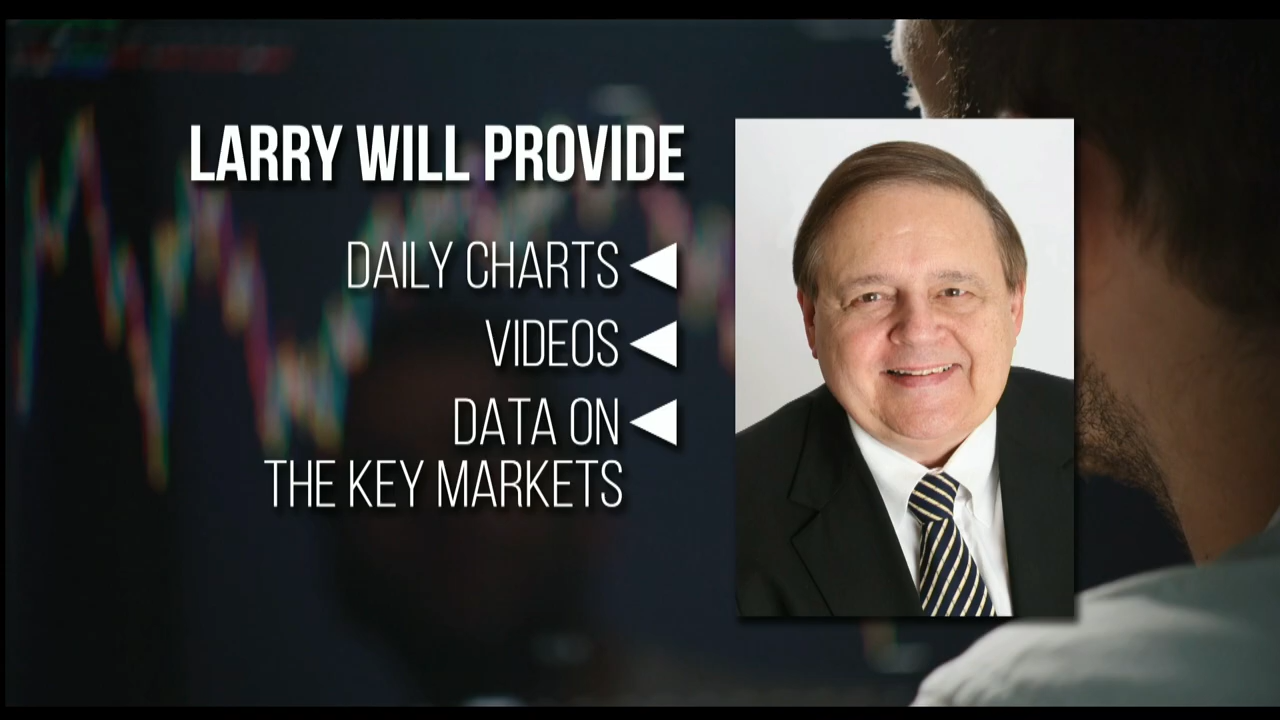 LARRY WILL PROVIDE
DAILY CHARTS
VIDEOS
DATA ON
THE KEY MARKETS